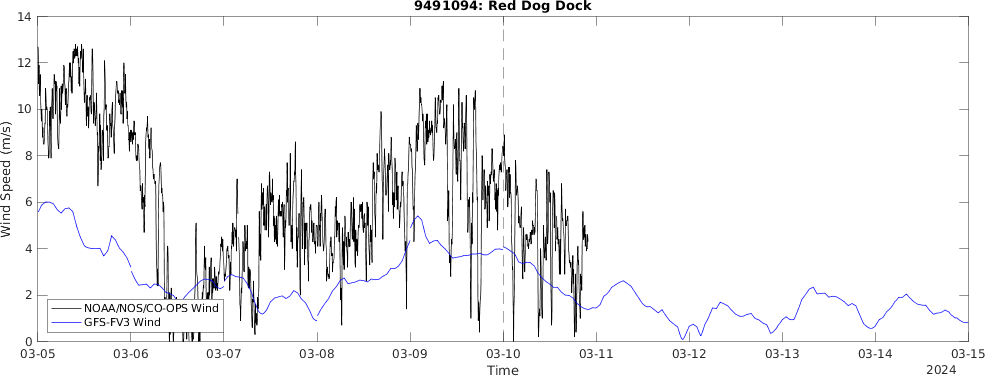 9491094: Red Dog Dock
14
12
10
8
6
4
2
0
Wind Speed (m/s)
NOAA/NOS/CO-OPS Wind
GFS-FV3 Wind
03-05 03-06 03-07 03-08 03-09 03-10 03-11 03-12 03-13 03-14 03-15
Time
2024